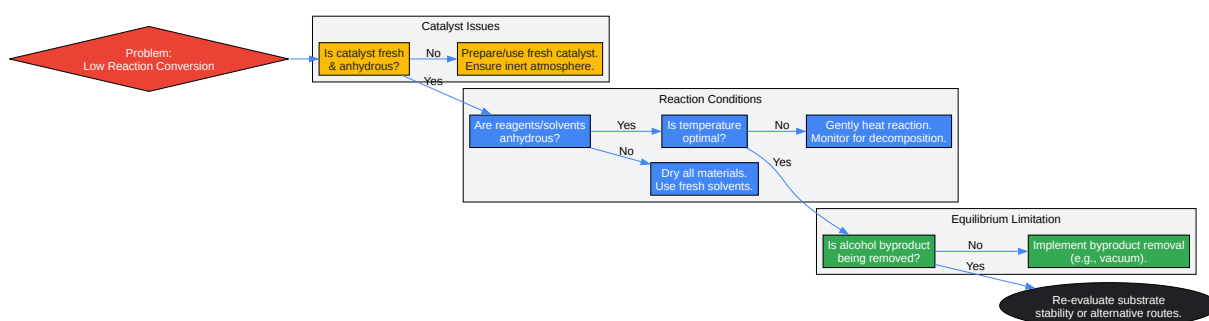 Problem:
Low Reaction Conversion
Catalyst Issues
Is catalyst fresh
& anhydrous?
No
Prepare/use fresh catalyst.
Ensure inert atmosphere.
Yes
Reaction Conditions
Are reagents/solvents
anhydrous?
Yes
Is temperature
optimal?
No
Gently heat reaction.
Monitor for decomposition.
No
Dry all materials.
Use fresh solvents.
Yes
Equilibrium Limitation
Is alcohol byproduct
being removed?
No
Implement byproduct removal
(e.g., vacuum).
Yes
Re-evaluate substrate
stability or alternative routes.